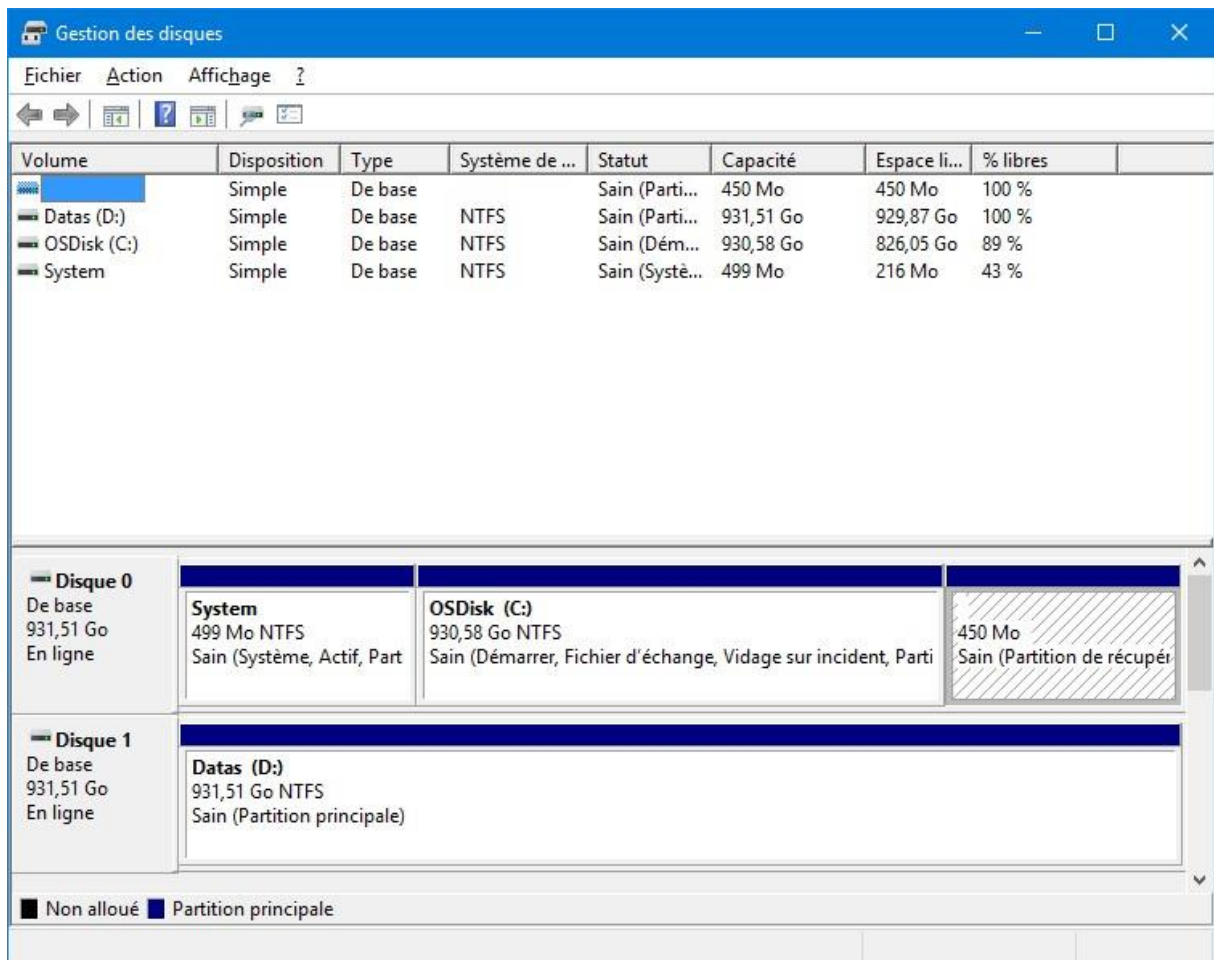 Gestion des disques
Fichier Action Affichage ?
Volume Disposition Type Système de ... Statut Capacité Espace li... % libres
Simple De base Sain (Parti... 450 Mo 450 Mo 100 %
Datas (D:) Simple De base NTFS Sain (Parti... 931,51 Go 929,87 Go 100 %
OSDisk (C:) Simple De base NTFS Sain (Dém... 930,58 Go 826,05 Go 89 %
System Simple De base NTFS Sain (Systè... 499 Mo 216 Mo 43 %
Disque 0
De base
931,51 Go
En ligne
System
499 Mo NTFS
Sain (Système, Actif, Part
OSDisk (C:)
930,58 Go NTFS
Sain (Démarrer, Fichier d'échange, Vidage sur incident, Parti
450 Mo
Sain (Partition de récupér
Disque 1
De base
931,51 Go
En ligne
Datas (D:)
931,51 Go NTFS
Sain (Partition principale)
Non alloué Partition principale